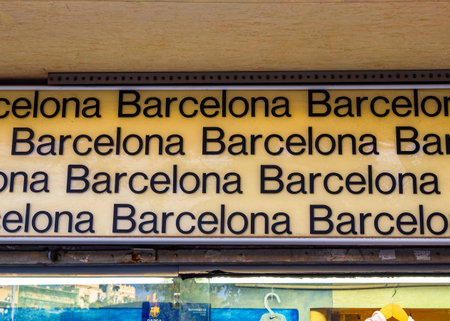 celona Barcelona Barcelon
Barcelona Barcelona Bar
ona Barcelona Barcelona
celona Barcelona Barcelo